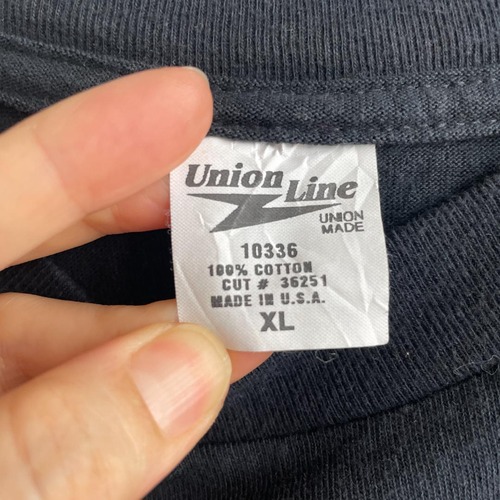 Union Line
UNION
MADE
10336
100% COTTON
CUT # 36251
MADE IN U.S.A.
XL